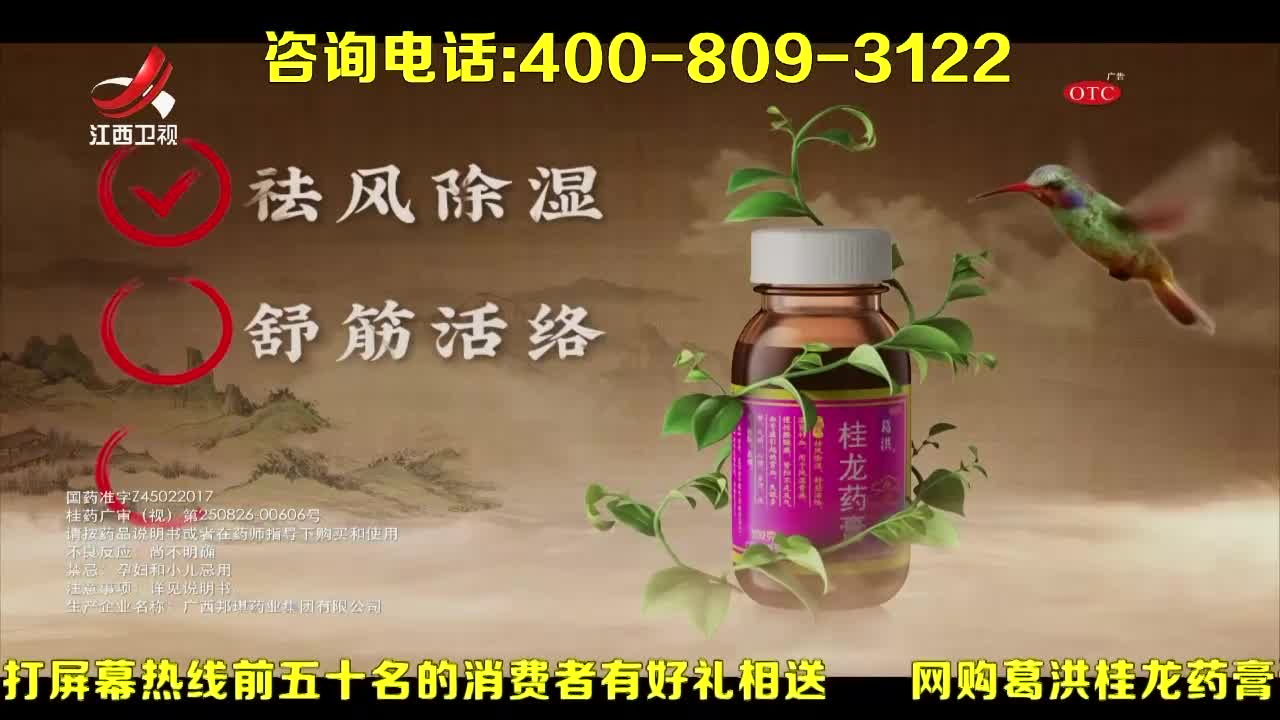 咨询电话:400-809-3122
江西卫视
广告
OTC
祛风除湿
舒筋活络
葛洪
桂龙药膏
国药准字Z45022017
桂药广审（视）第250826-00606号
请按药品说明书或者在药师指导下购买和使用
不良反应：尚不明确
禁忌：孕妇和小儿忌用
注意事项：详见说明书
生产企业名称：广西邦琪药业集团有限公司
打屏幕热线前五十名的消费者有好礼相送 网购葛洪桂龙药膏